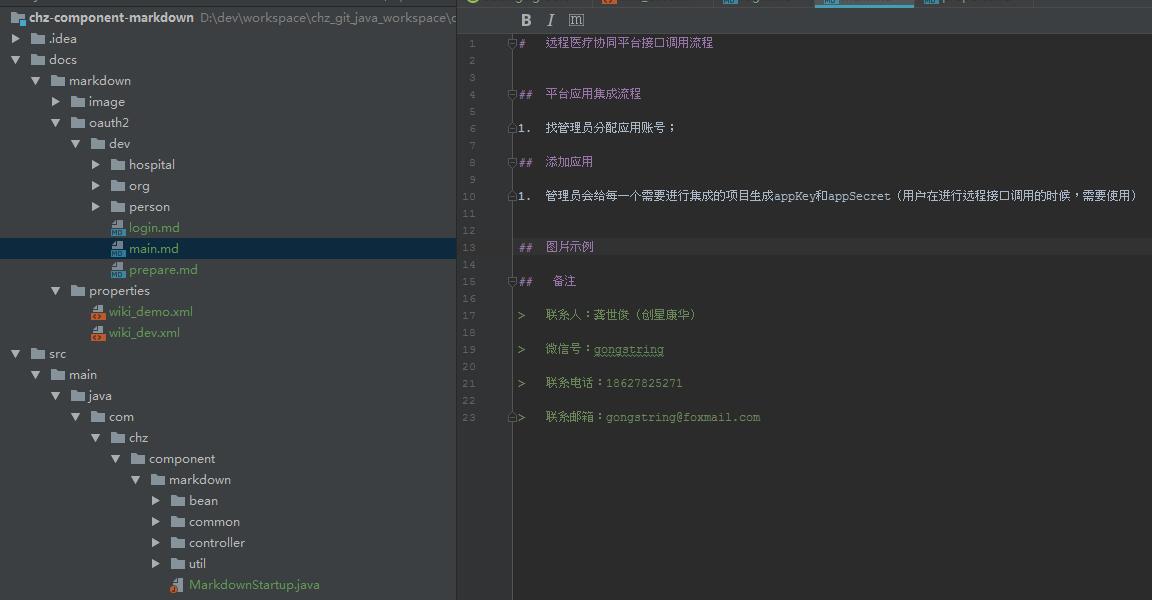 chz-component-markdown D:\dev\workspace\chz_git_java_workspace\c
.idea
docs
markdown
image
oauth2
dev
hospital
org
person
login.md
main.md
prepare.md
properties
wiki_demo.xml
wiki_dev.xml
src
main
java
com
chz
component
markdown
bean
common
controller
util
MarkdownStartup.java
B I m
1 # 远程医疗协同平台接口调用流程
2
3
4 ## 平台应用集成流程
5
6 1. 找管理员分配应用账号；
7
8 ## 添加应用
9
10 1. 管理员会给每一个需要进行集成的项目生成appKey和appSecret（用户在进行远程接口调用的时候，需要使用）
11
12
13 ## 图片示例
14
15 ## 备注
16
17 > 联系人：龚世俊（创星康华）
18
19 > 微信号：gongstring
20
21 > 联系电话：18627825271
22
23 > 联系邮箱：gongstring@foxmail.com